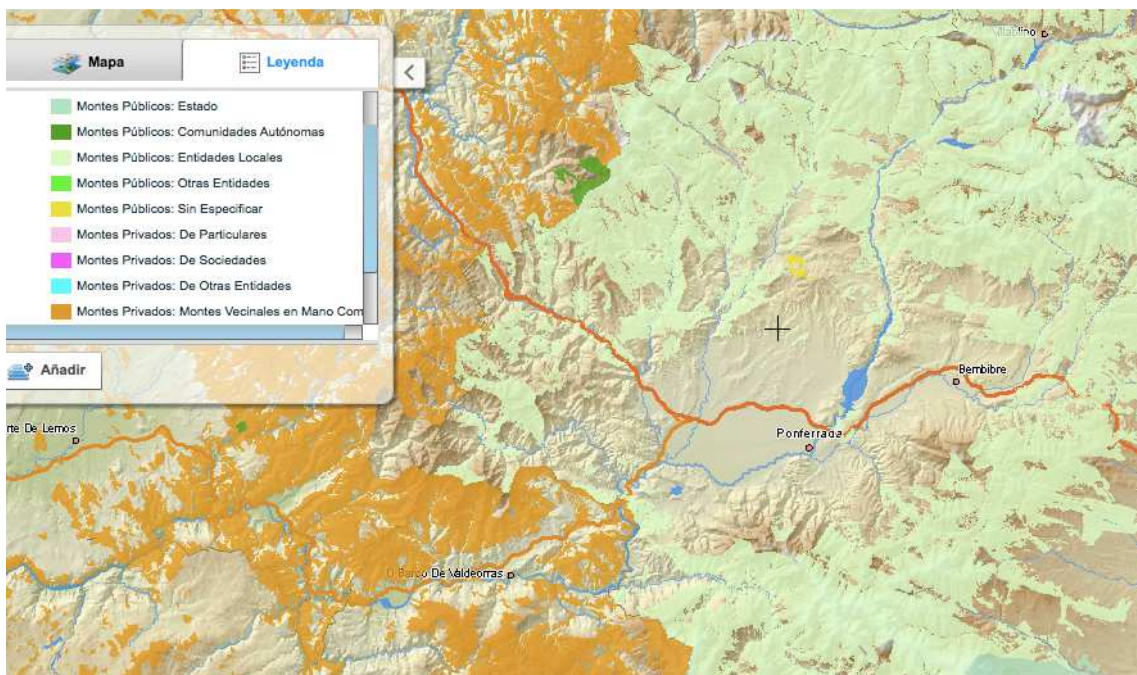 Villablino
Mapa
Leyenda
Montes Públicos: Estado
Montes Públicos: Comunidades Autónomas
Montes Públicos: Entidades Locales
Montes Públicos: Otras Entidades
Montes Públicos: Sin Especificar
Montes Privados: De Particulares
Montes Privados: De Sociedades
Montes Privados: De Otras Entidades
Montes Privados: Montes Vecinales en Mano Com
Añadir
Bembibre
rte De Lemos
Ponferrada
O Barco De Valdeorras